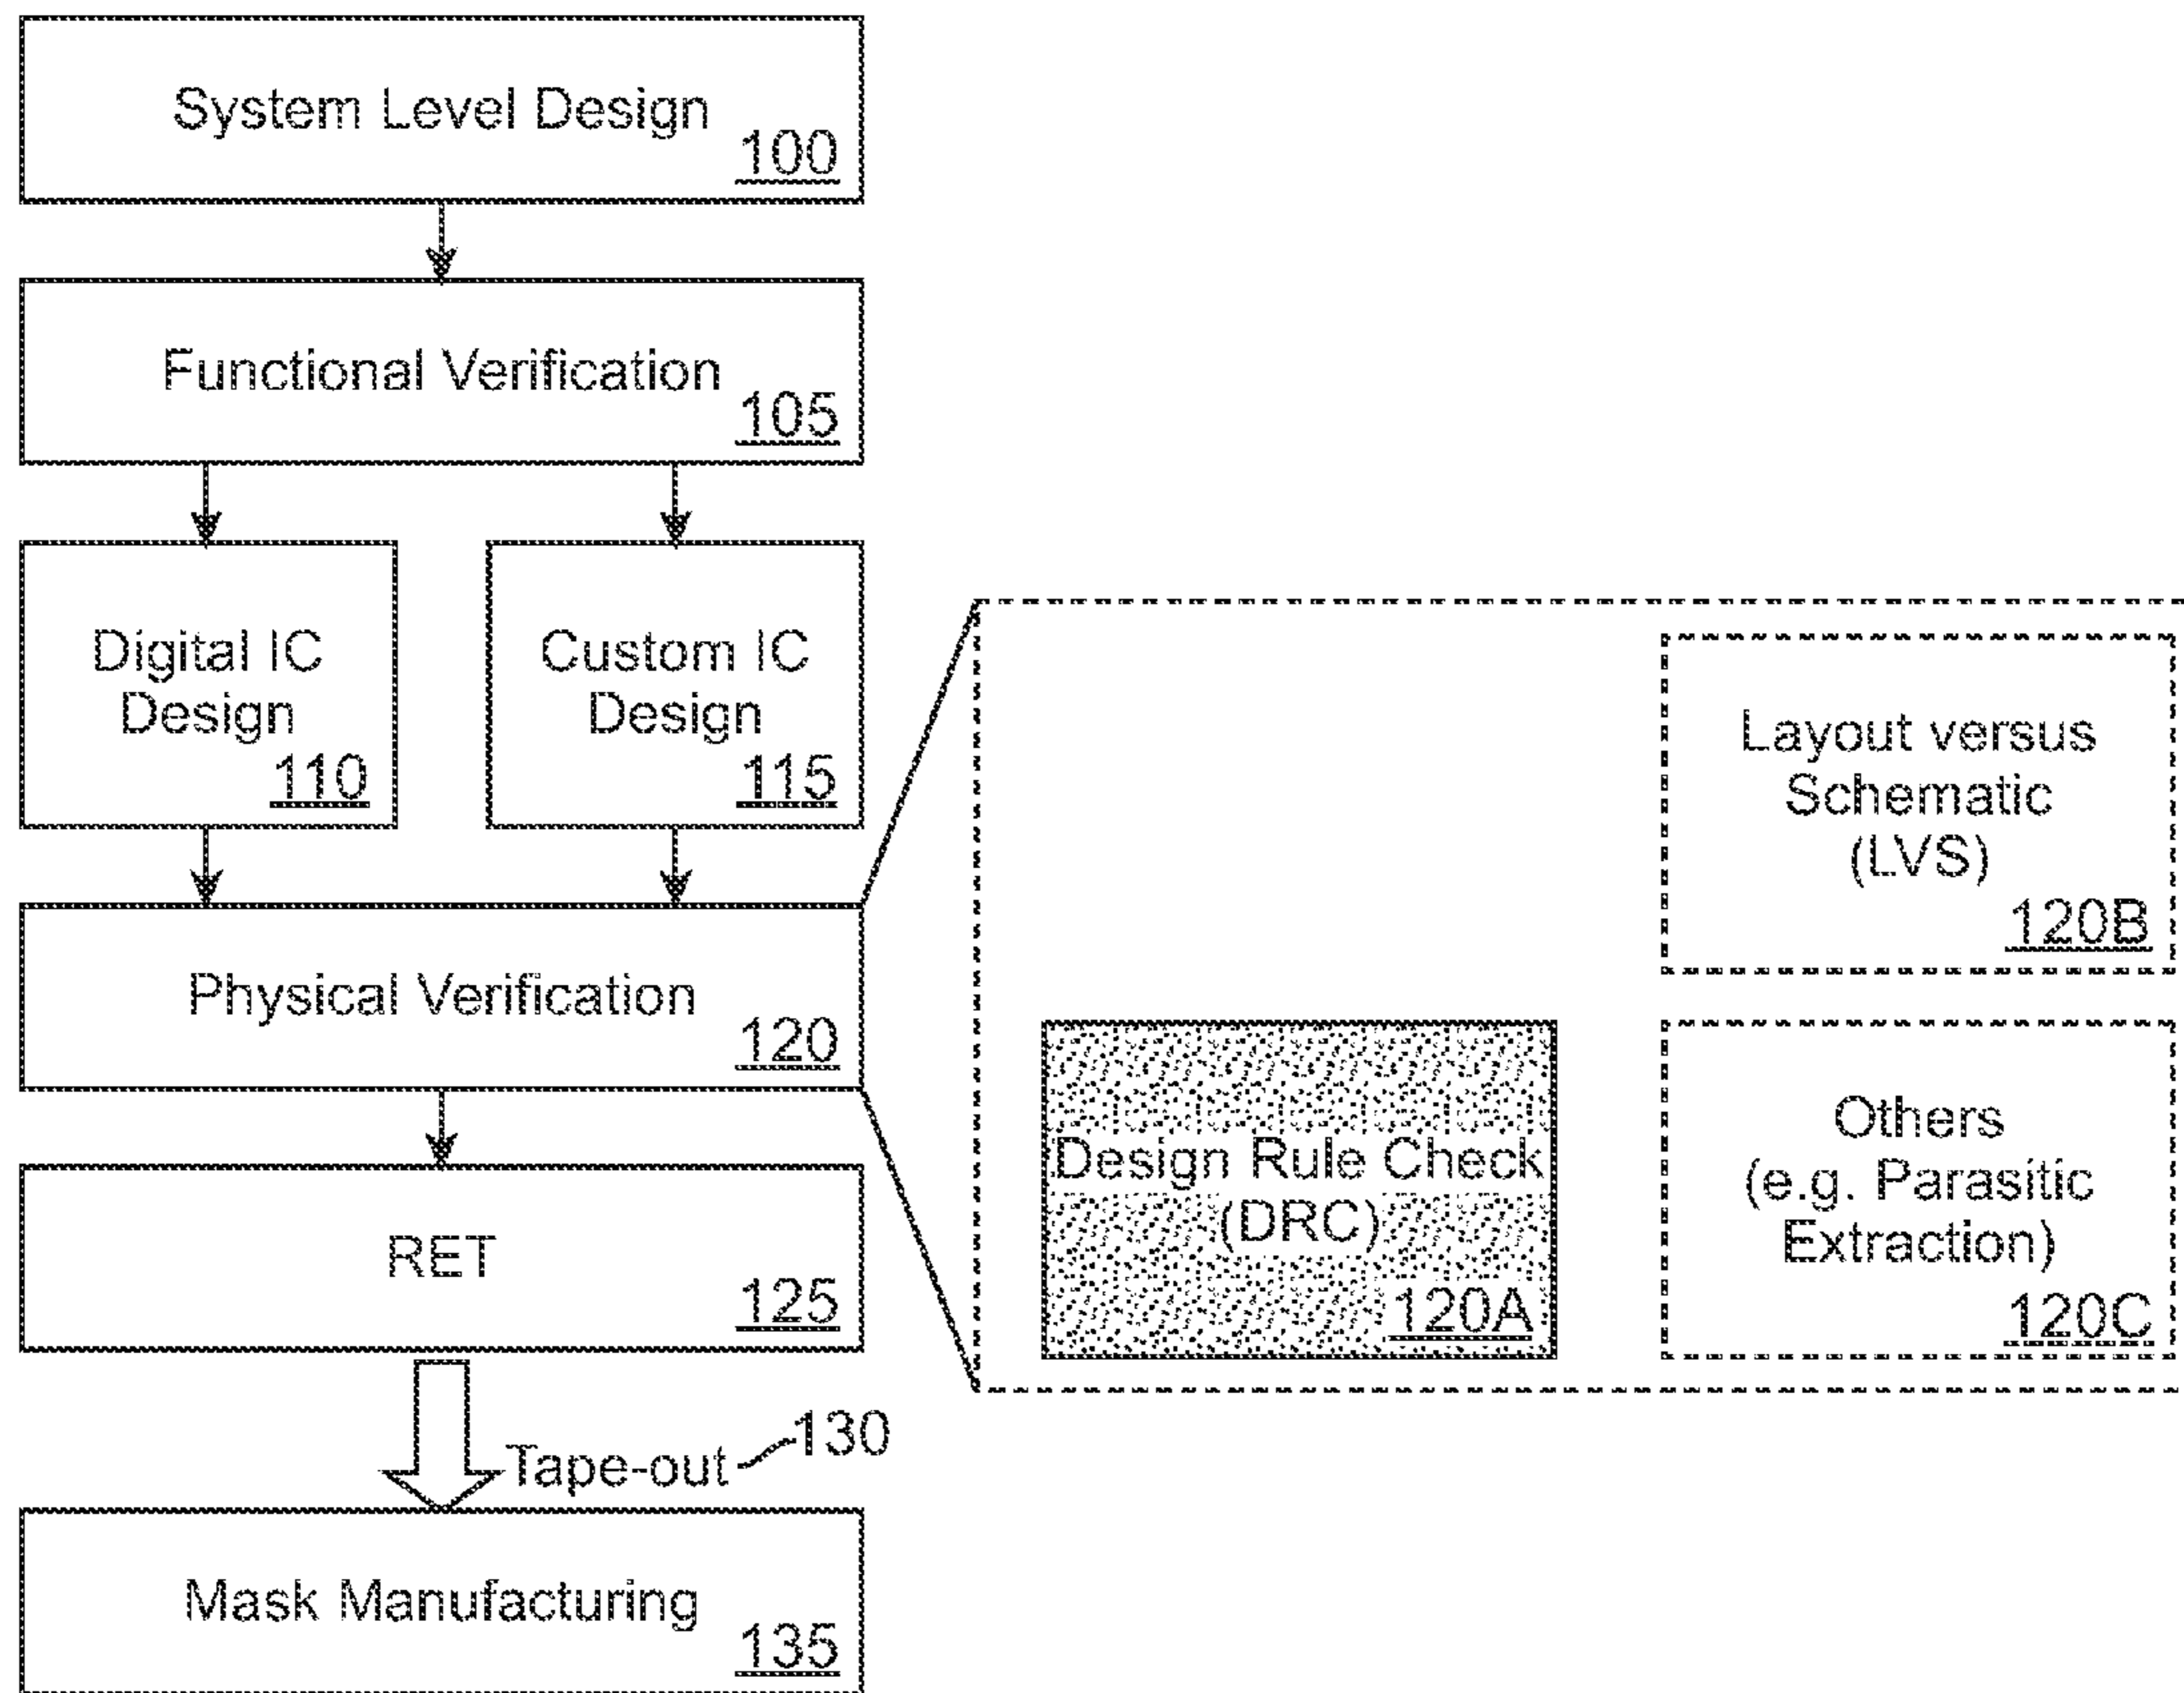 System Level Design
100
Functional Verification
105
Digital IC
Design
110
Custom IC
Design
115
Physical Verification
120
Layout versus
Schematic
(LVS)
120B
Design Rule Check
(DRC)
120A
Others
(e.g. Parasitic
Extraction)
120C
RET
125
Tape-out 130
Mask Manufacturing
135